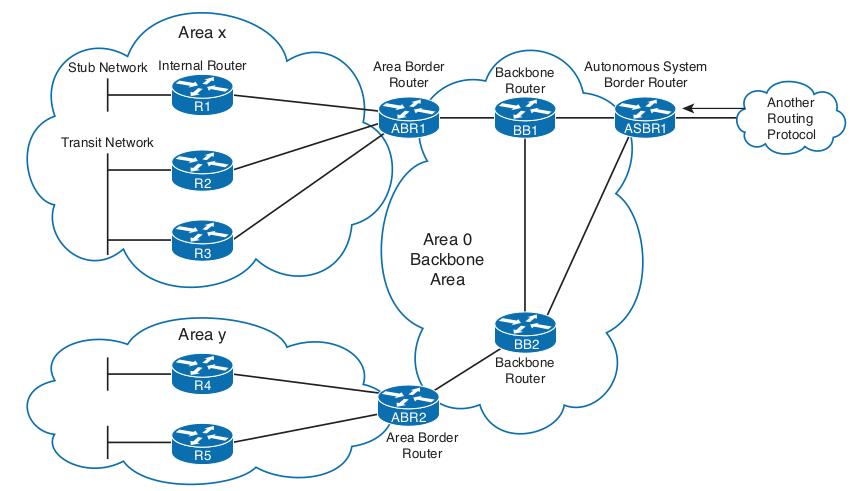 Area x
Stub Network
Internal Router
R1
Transit Network
R2
R3
Area Border
Router
ABR1
Backbone
Router
BB1
Autonomous System
Border Router
ASBR1
Another
Routing
Protocol
Area 0
Backbone
Area
BB2
Backbone
Router
Area y
R4
R5
ABR2
Area Border
Router